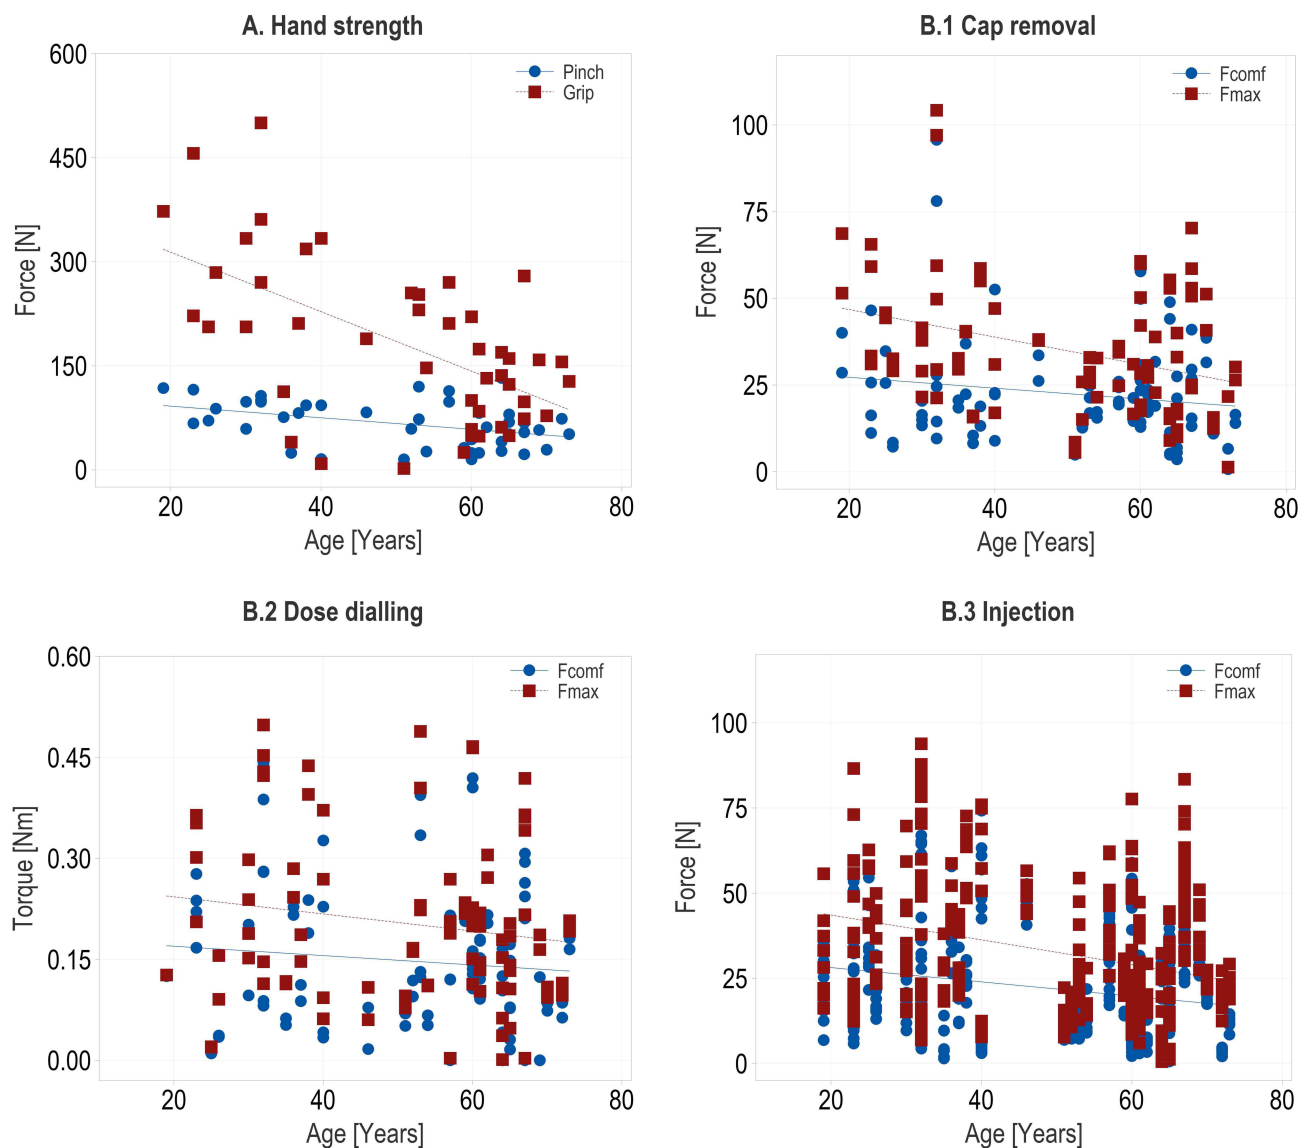 A. Hand strength
600
450
300
150
0
Force [N]
Pinch
Grip
20 40 60 80
Age [Years]
B.1 Cap removal
100
75
50
25
0
Force [N]
Fcomf
Fmax
20 40 60 80
Age [Years]
B.2 Dose dialling
0.60
0.45
0.30
0.15
0.00
Torque [Nm]
Fcomf
Fmax
20 40 60 80
Age [Years]
B.3 Injection
100
75
50
25
0
Force [N]
Fcomf
Fmax
20 40 60 80
Age [Years]